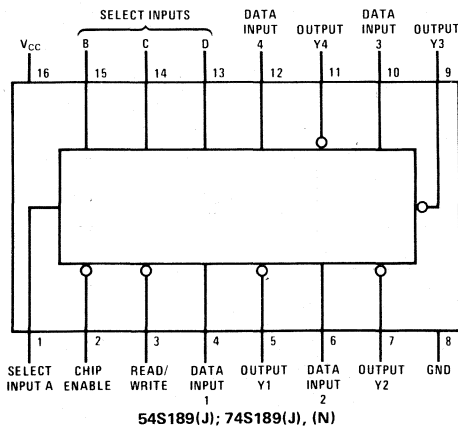 SELECT INPUTS
DATA INPUT 4
OUTPUT Y4
DATA INPUT 3
OUTPUT Y3
VCC
B
C
D
16
15
14
13
12
11
10
9
1
2
3
4
5
6
7
8
SELECT INPUT A
CHIP ENABLE
READ/ WRITE
DATA INPUT 1
OUTPUT Y1
DATA INPUT 2
OUTPUT Y2
GND
54S189(J); 74S189(J), (N)